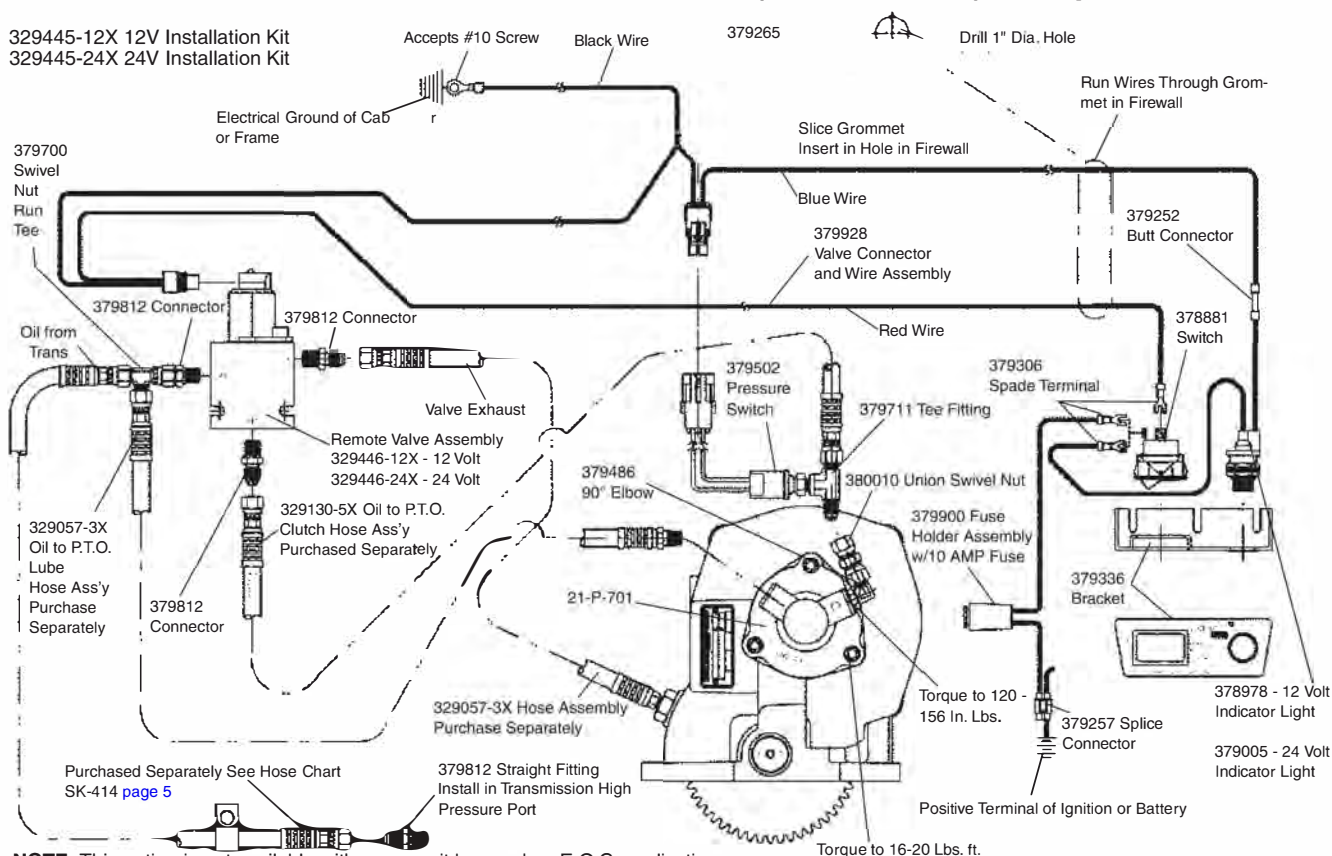 329445-12X 12V Installation Kit
329445-24X 24V Installation Kit
Accepts #10 Screw
Black Wire
379265
Drill 1" Dia. Hole
Run Wires Through Grom-
met in Firewall
Electrical Ground of Cab
or Frame
r
Slice Grommet
Insert in Hole in Firewall
379700
Swivel
Nut
Run
Tee
Blue Wire
379252
Butt Connector
379928
Valve Connector
and Wire Assembly
379812 Connector
379812 Connector
Oil from
Trans
Red Wire
378881
Switch
379306
Spade Terminal
379502
Pressure
Switch
Valve Exhaust
379711 Tee Fitting
Remote Valve Assembly
329446-12X - 12 Volt
329446-24X - 24 Volt
379486
90° Elbow
380010 Union Swivel Nut
329057-3X
Oil to P.T.O.
Lube
Hose Ass'y
Purchase
Separately
329130-5X Oil to P.T.O.
Clutch Hose Ass'y
Purchased Separately
379900 Fuse
Holder Assembly
w/10 AMP Fuse
379336
Bracket
379812
Connector
21-P-701
329057-3X Hose Assembly
Purchase Separately
Torque to 120 -
156 In. Lbs.
379257 Splice
Connector
378978 - 12 Volt
Indicator Light
379005 - 24 Volt
Indicator Light
Purchased Separately See Hose Chart
SK-414 page 5
379812 Straight Fitting
Install in Transmission High
Pressure Port
Positive Terminal of Ignition or Battery
Torque to 16-20 Lbs. ft.